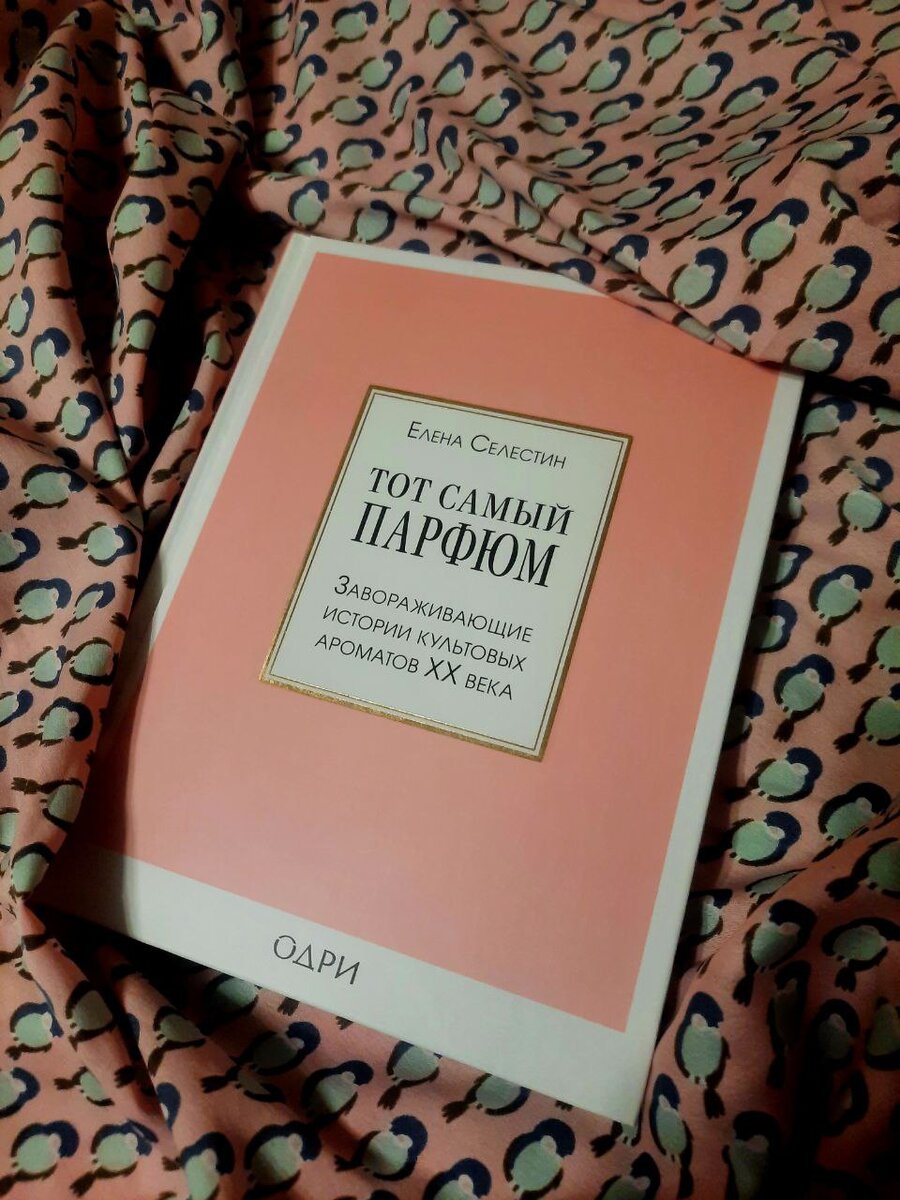 Елена Селестин
ТОТ САМЫЙ
ПАРФЮМ
Завораживающие
истории культовых
ароматов XX века
ОДРИ